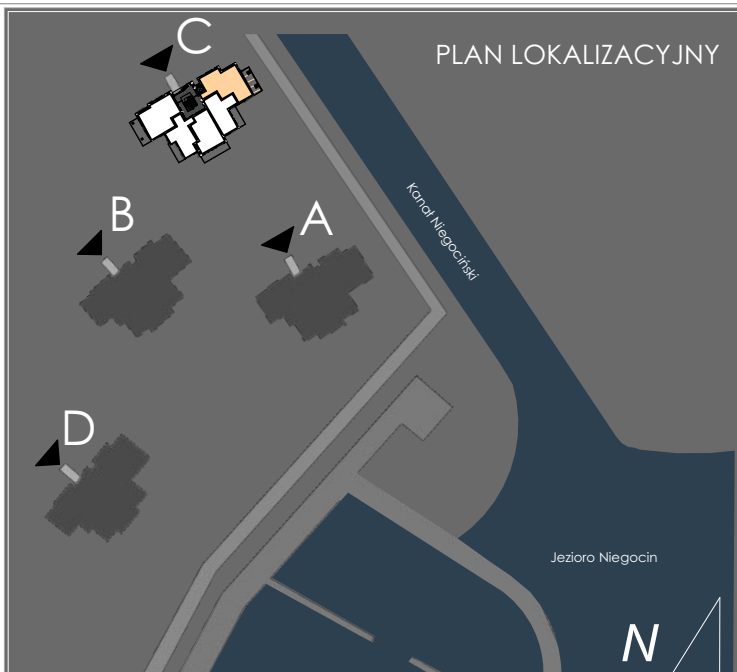 PLAN LOKALIZACYJNY
C
B
A
Kanał Niegociński
D
Jezioro Niegocin
N